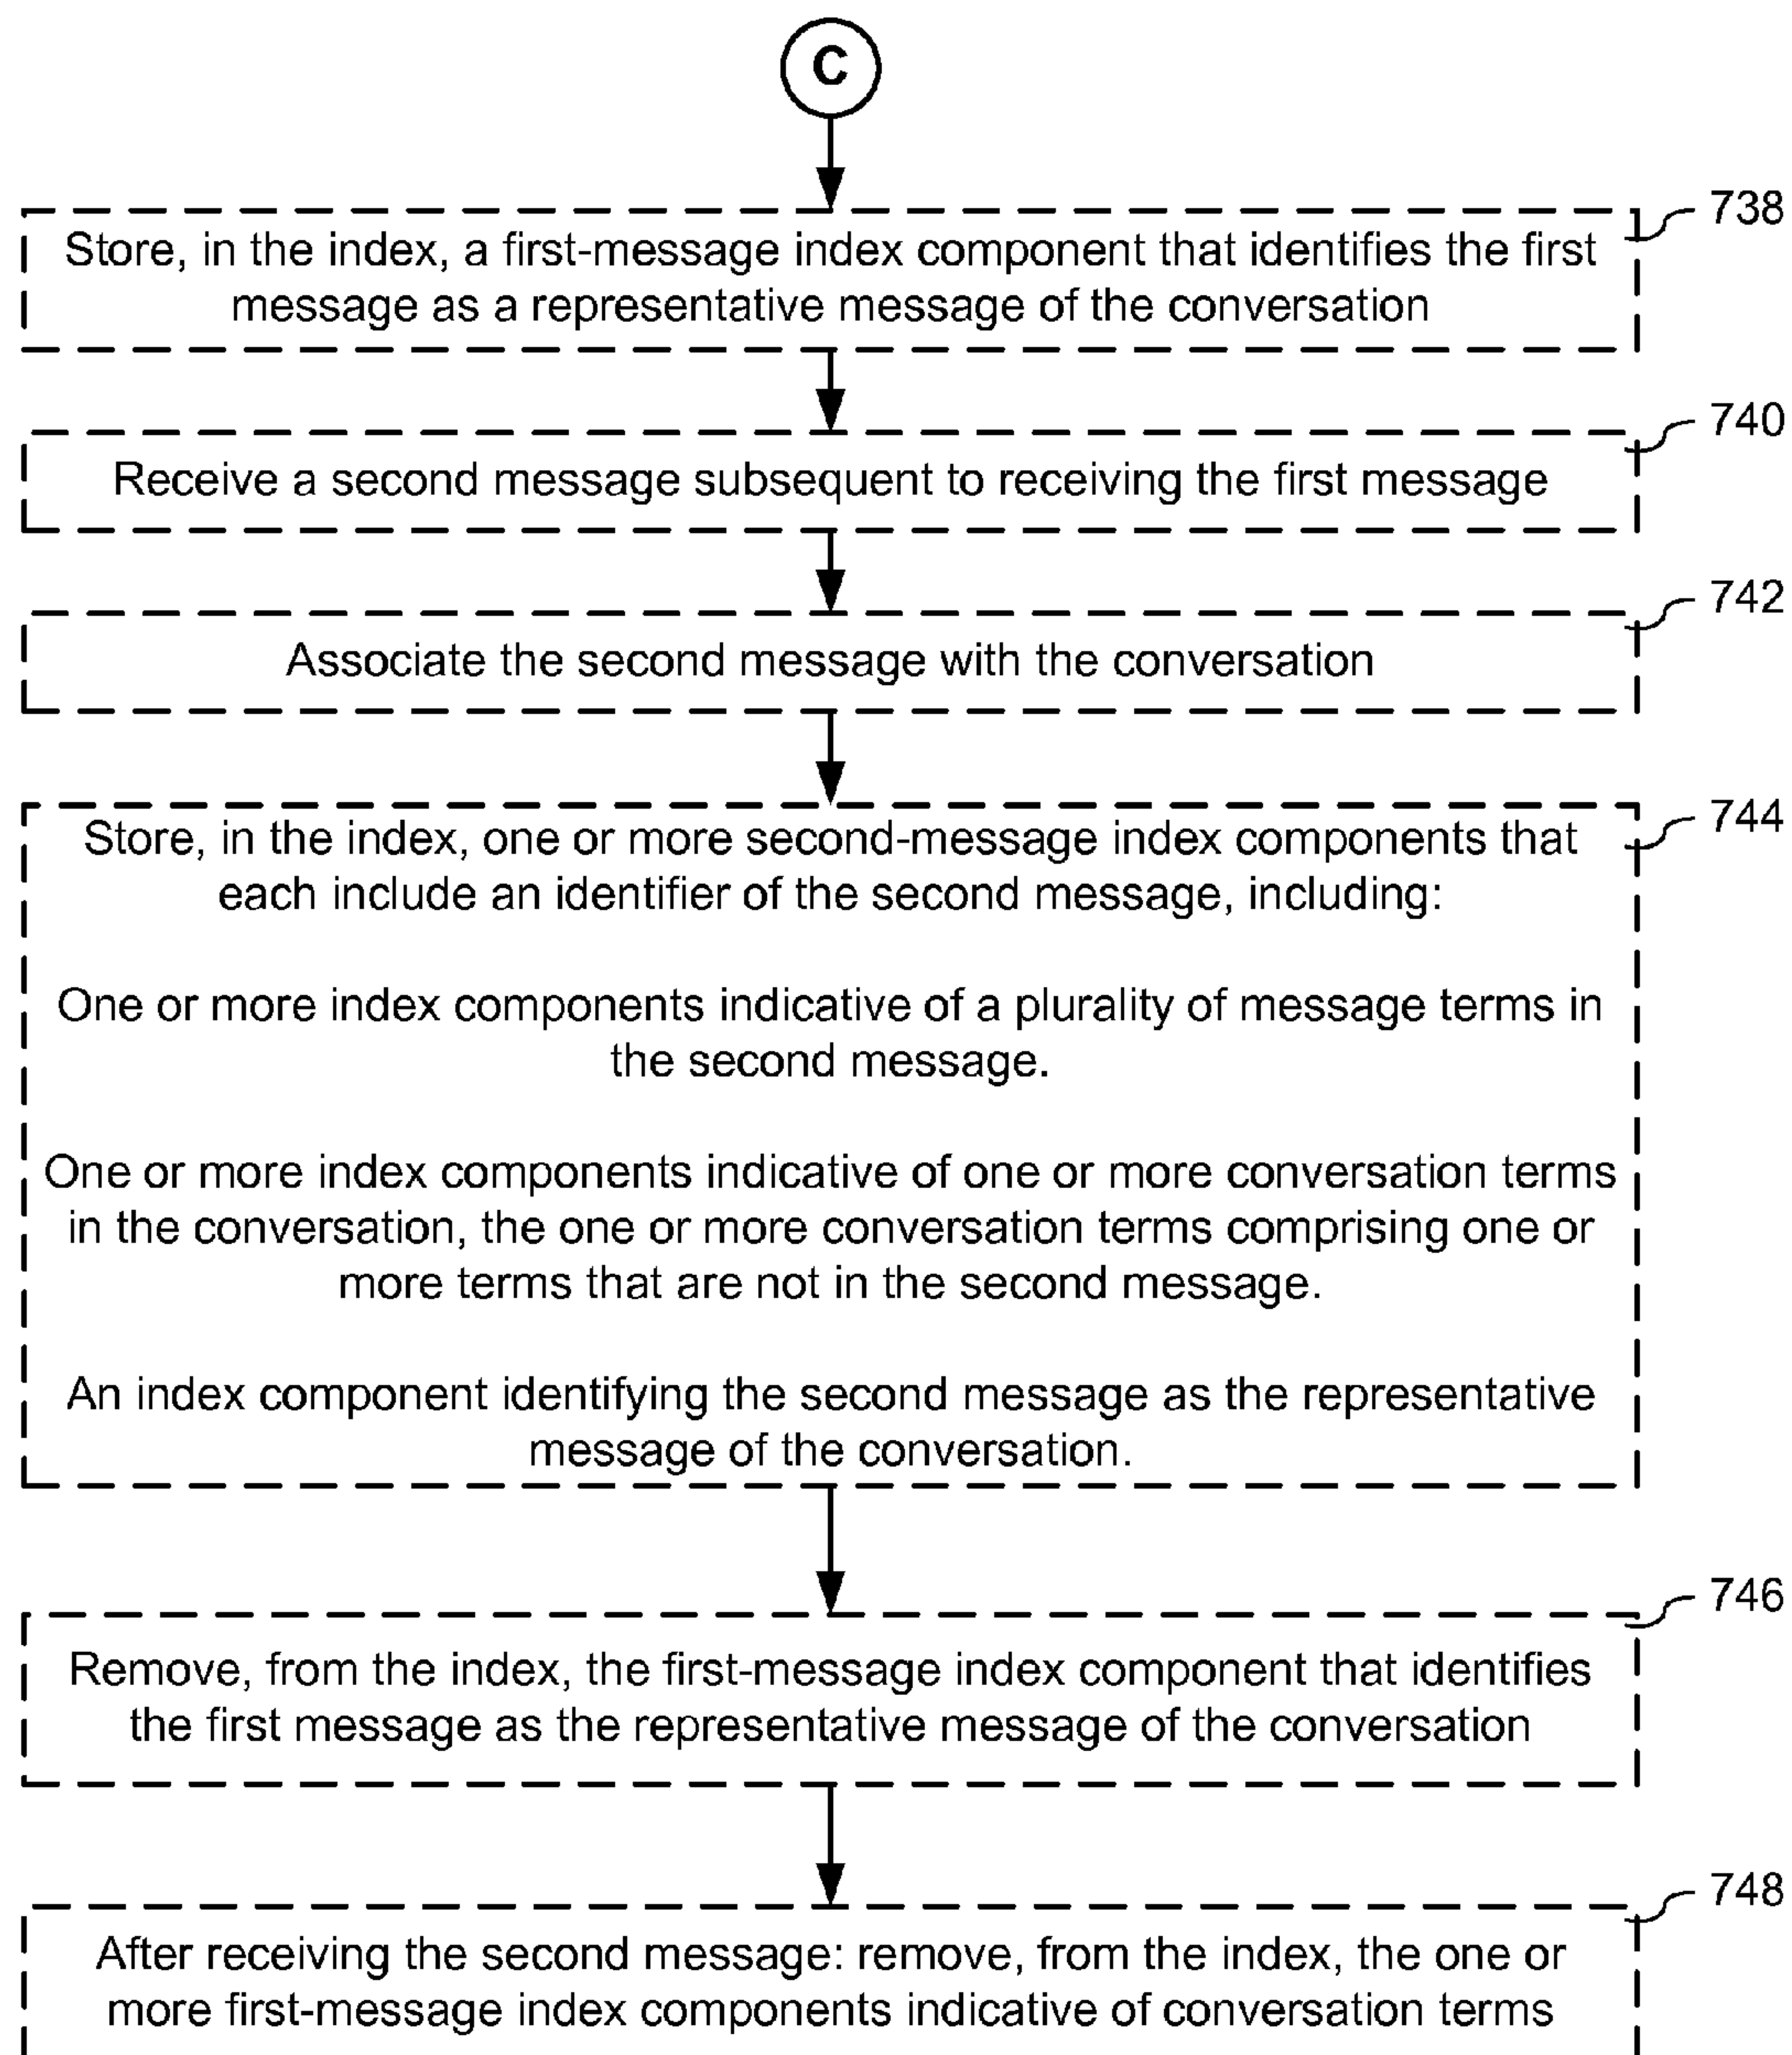 C
738
Store, in the index, a first-message index component that identifies the first
message as a representative message of the conversation
740
Receive a second message subsequent to receiving the first message
742
Associate the second message with the conversation
744
Store, in the index, one or more second-message index components that
each include an identifier of the second message, including:
One or more index components indicative of a plurality of message terms in
the second message.
One or more index components indicative of one or more conversation terms
in the conversation, the one or more conversation terms comprising one or
more terms that are not in the second message.
An index component identifying the second message as the representative
message of the conversation.
746
Remove, from the index, the first-message index component that identifies
the first message as the representative message of the conversation
748
After receiving the second message: remove, from the index, the one or
more first-message index components indicative of conversation terms